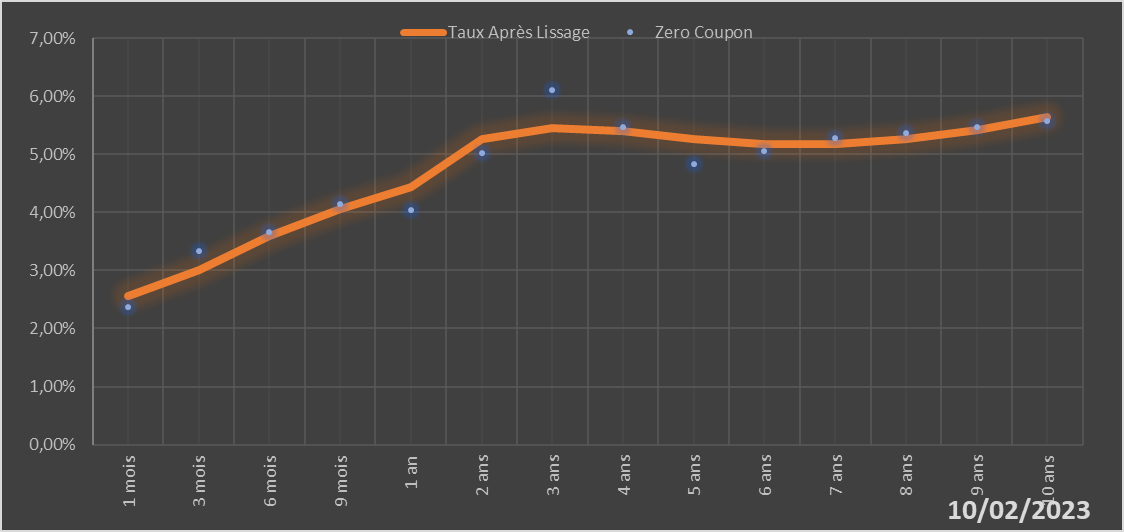 Taux Après Lissage
Zero Coupon
7,00%
6,00%
5,00%
4,00%
3,00%
2,00%
1,00%
0,00%
1 mois
3 mois
6 mois
9 mois
1 an
2 ans
3 ans
4 ans
5 ans
6 ans
7 ans
8 ans
9 ans
10 ans
10/02/2023